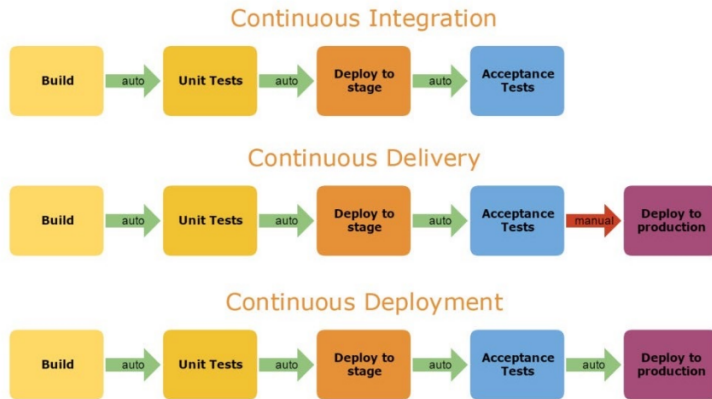 Continuous Integration
Build
auto
Unit Tests
auto
Deploy to
stage
auto
Acceptance
Tests
Continuous Delivery
Build
auto
Unit Tests
auto
Deploy to
stage
auto
Acceptance
Tests
manual
Deploy to
production
Continuous Deployment
Build
auto
Unit Tests
auto
Deploy to
stage
auto
Acceptance
Tests
auto
Deploy to
production